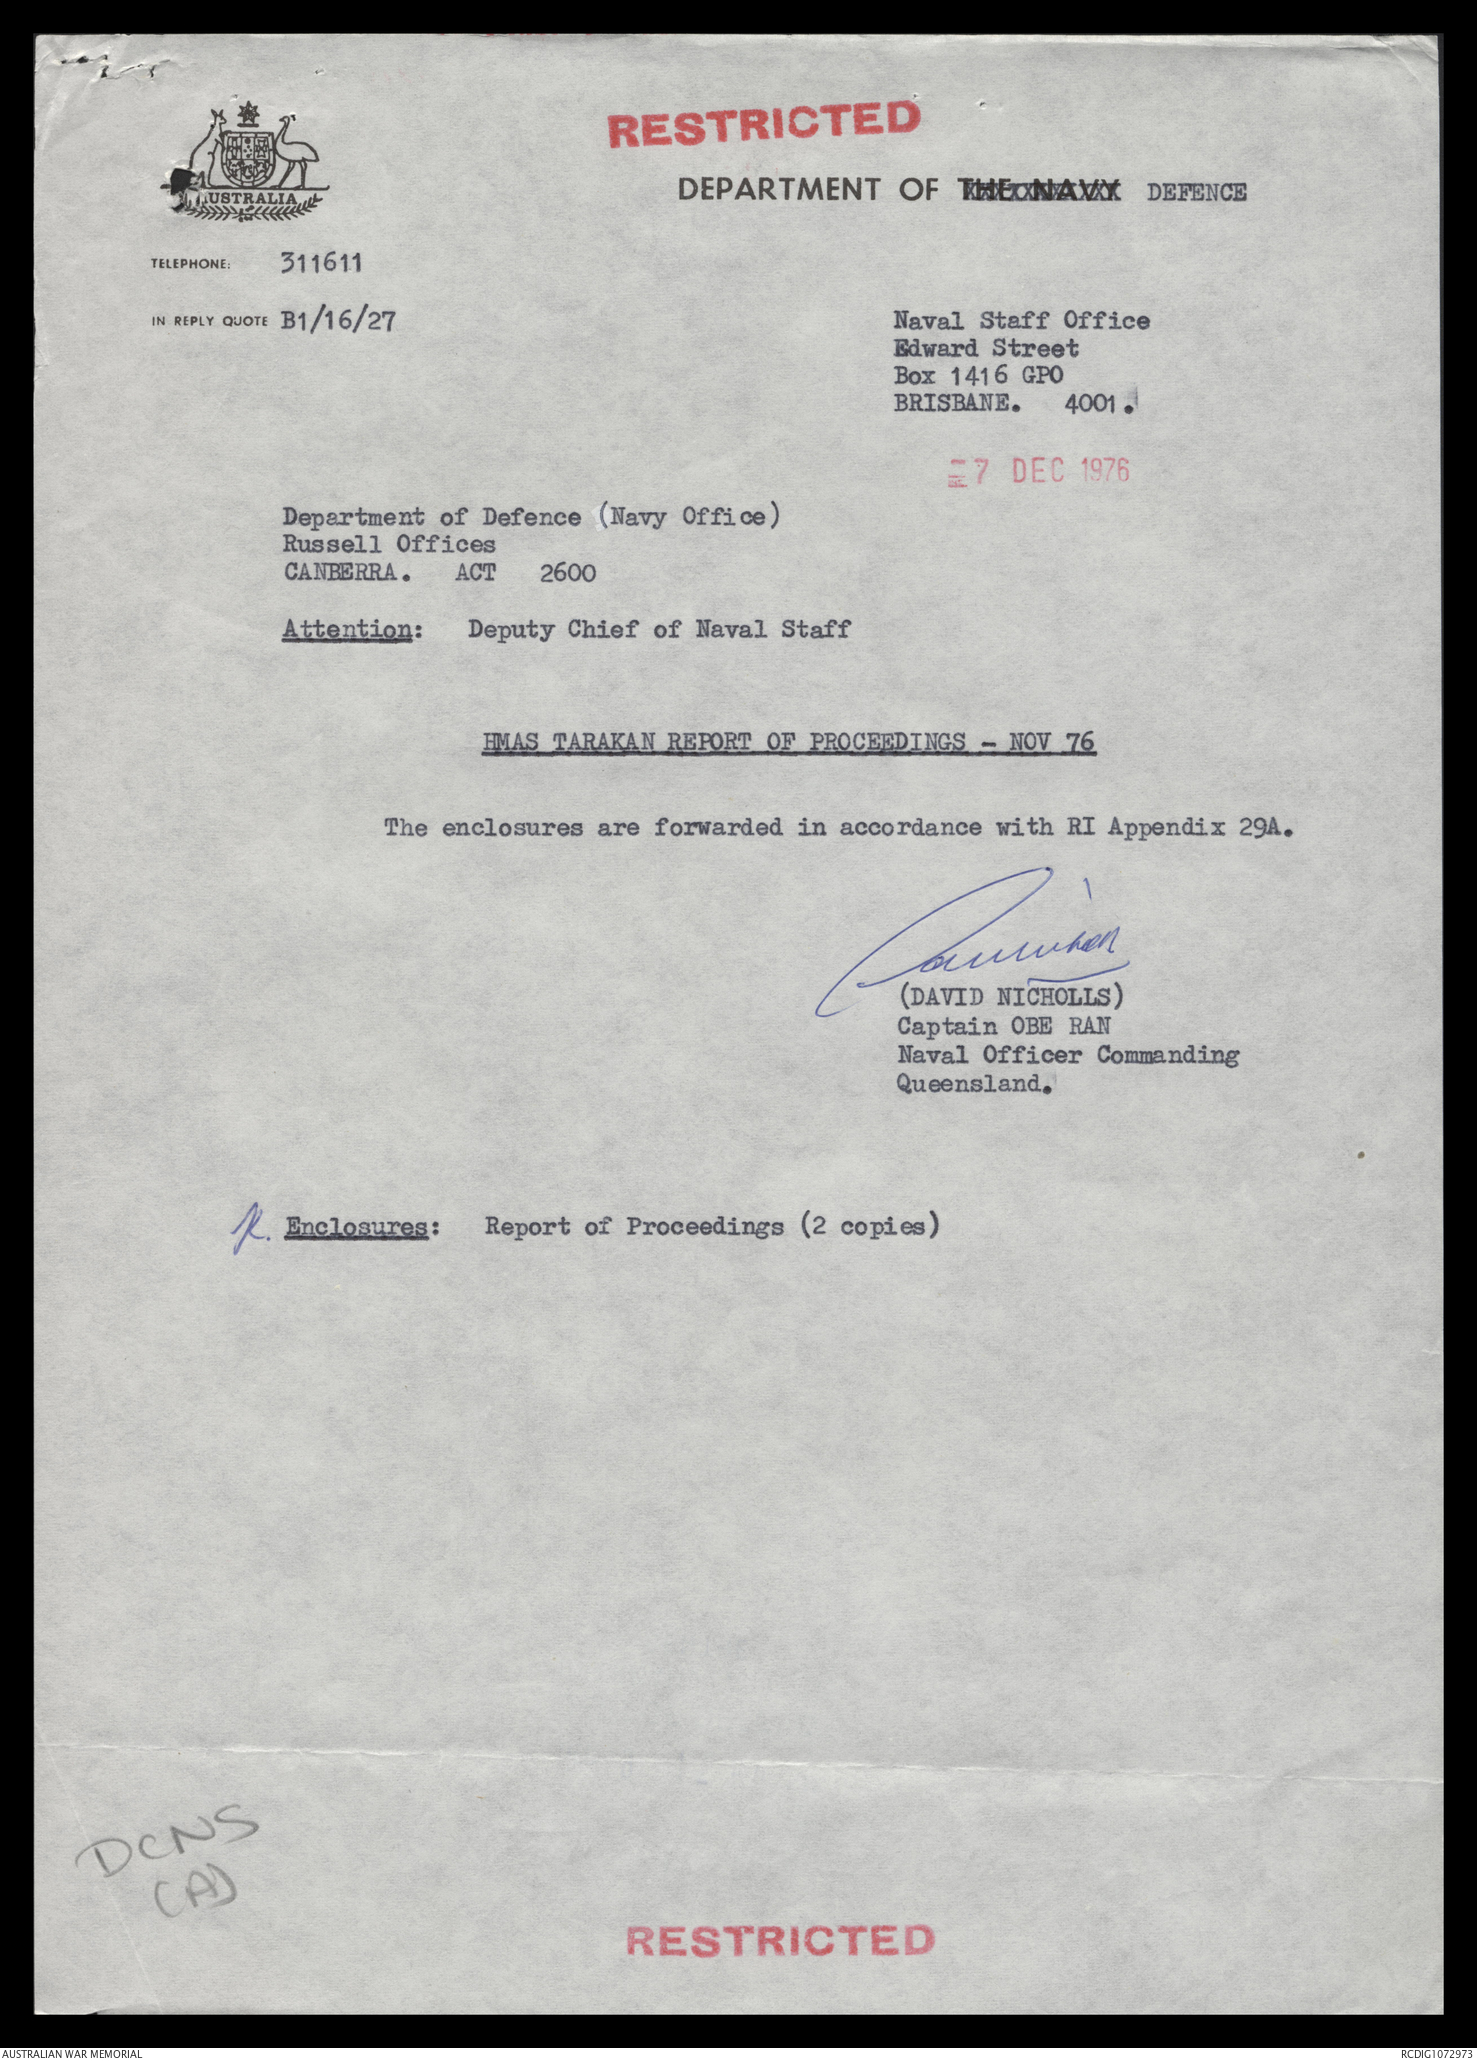 RESTRICTED
AUSTRALIA
DEPARTMENT OF THE NAVY DEFENCE
TELEPHONE: 311611
IN REPLY QUOTE B1/16/27
Naval Staff Office
Edward Street
Box 1416 GPO
BRISBANE. 4001.
7 DEC 1976
Department of Defence (Navy Office)
Russell Offices
CANBERRA. ACT 2600
Attention: Deputy Chief of Naval Staff
HMAS TARAKAN REPORT OF PROCEEDINGS - NOV 76
The enclosures are forwarded in accordance with RI Appendix 29A.
(DAVID NICHOLLS)
Captain OBE RAN
Naval Officer Commanding
Queensland.
Enclosures: Report of Proceedings (2 copies)
DCNS
(A)
RESTRICTED
AUSTRALIAN WAR MEMORIAL
RCDIG1072973